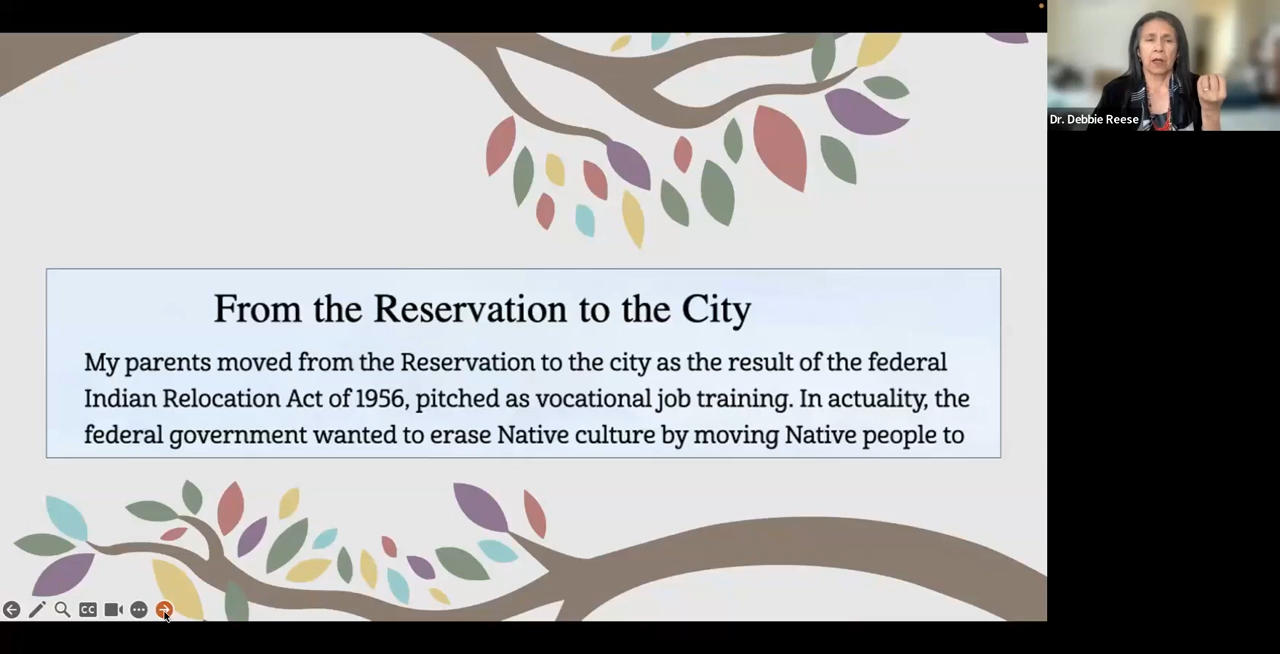 Dr. Debbie Reese
From the Reservation to the City
My parents moved from the Reservation to the city as the result of the federal
Indian Relocation Act of 1956, pitched as vocational job training. In actuality, the
federal government wanted to erase Native culture by moving Native people to
CC